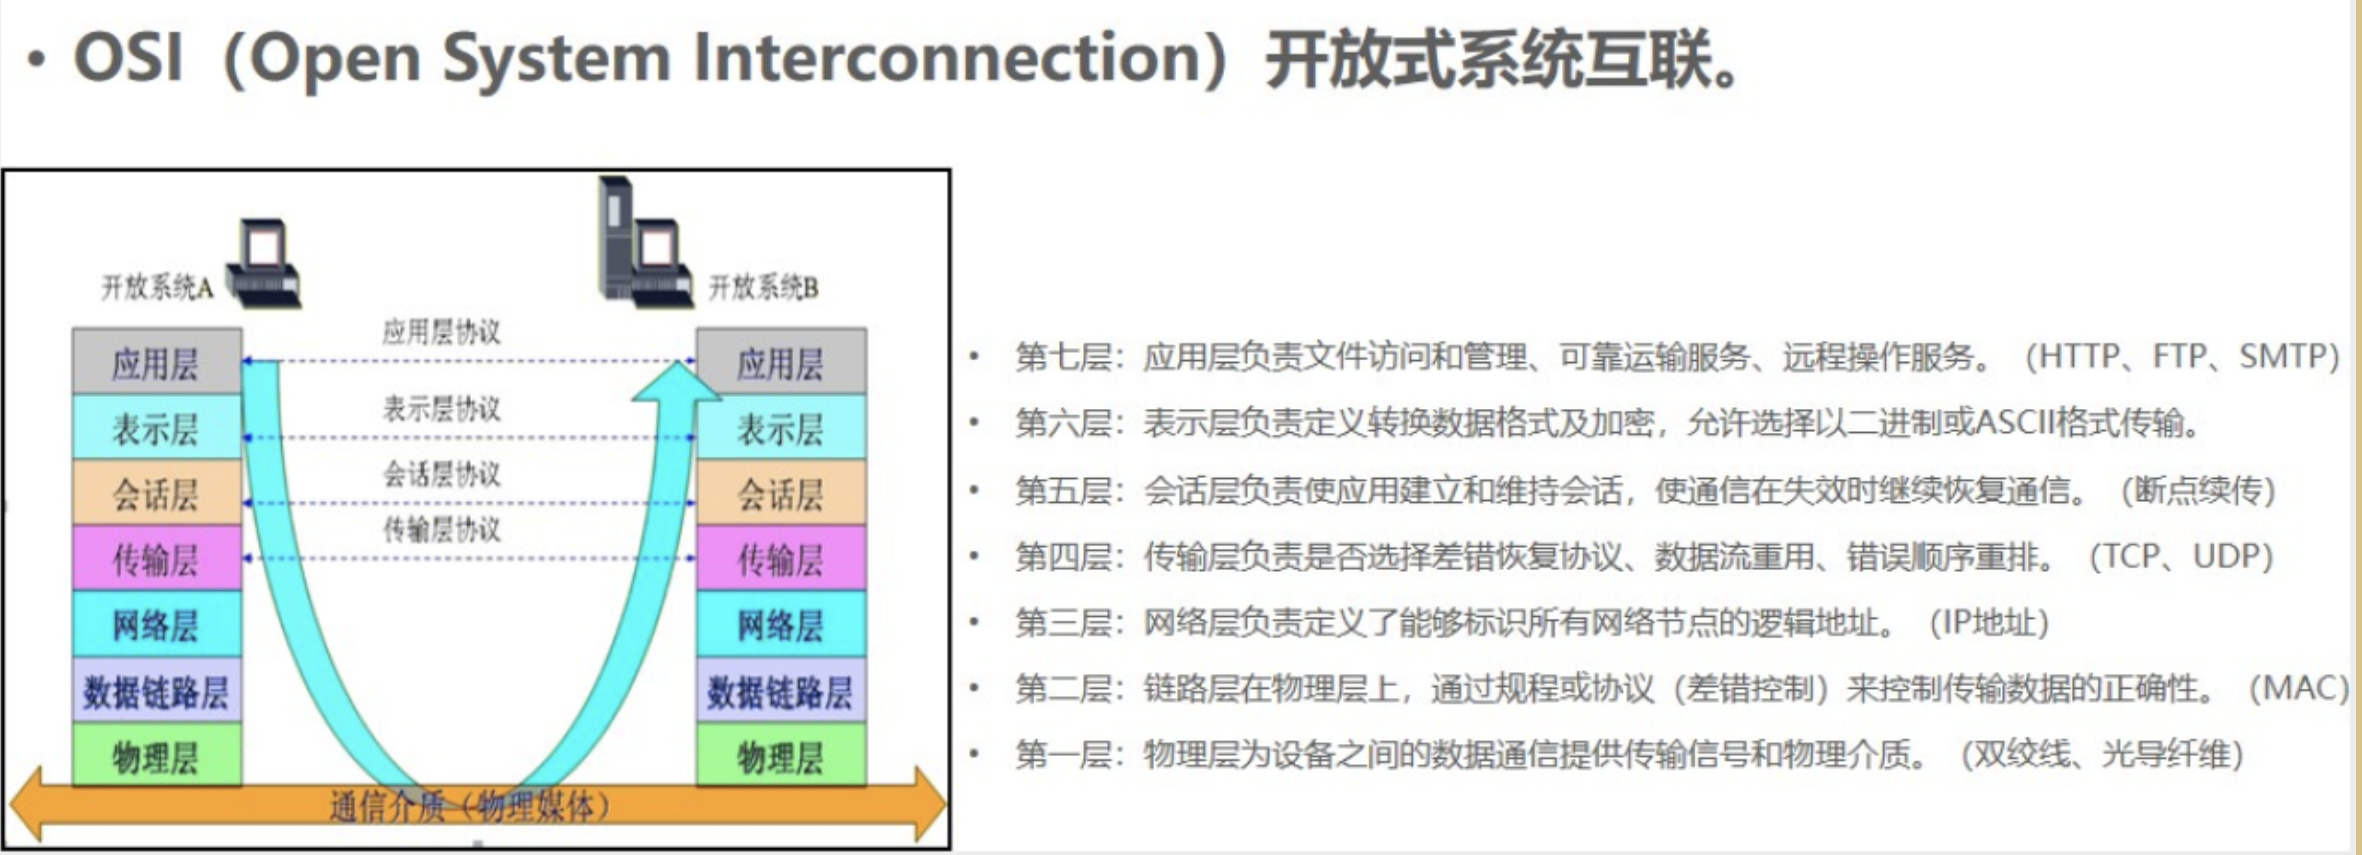 • OSI（Open System Interconnection）开放式系统互联。
开放系统A
开放系统B
应用层协议
应用层
应用层
表示层协议
表示层
表示层
会话层协议
会话层
会话层
传输层协议
传输层
传输层
网络层
网络层
数据链路层
数据链路层
物理层
物理层
通信介质（物理媒体）
• 第七层：应用层负责文件访问和管理、可靠运输服务、远程操作服务。（HTTP、FTP、SMTP）
• 第六层：表示层负责定义转换数据格式及加密，允许选择以二进制或ASCII格式传输。
• 第五层：会话层负责使应用建立和维持会话，使通信在失效时继续恢复通信。（断点续传）
• 第四层：传输层负责是否选择差错恢复协议、数据流重用、错误顺序重排。（TCP、UDP）
• 第三层：网络层负责定义了能够标识所有网络节点的逻辑地址。（IP地址）
• 第二层：链路层在物理层上，通过规程或协议（差错控制）来控制传输数据的正确性。（MAC）
• 第一层：物理层为设备之间的数据通信提供传输信号和物理介质。（双绞线、光导纤维）